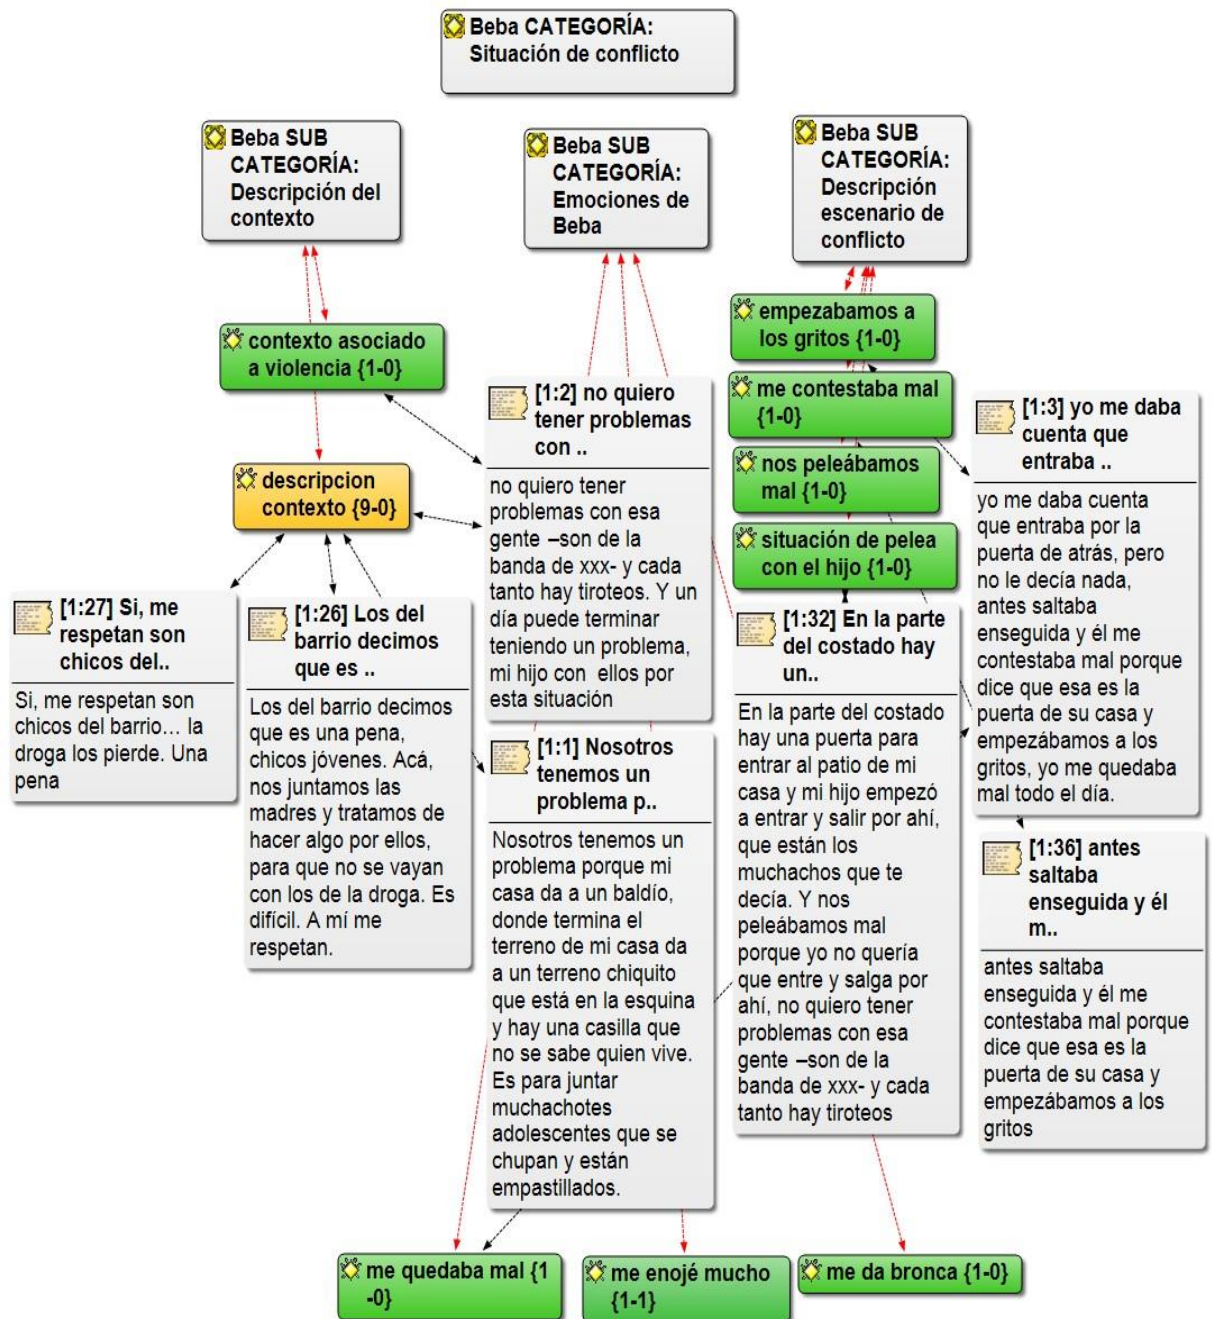 Beba CATEGORÍA:
Situación de conflicto
Beba SUB
CATEGORÍA:
Descripción del
contexto
Beba SUB
CATEGORÍA:
Emociones de
Beba
Beba SUB
CATEGORÍA:
Descripción
escenario de
conflicto
contexto asociado
a violencia {1-0}
descripcion
contexto {9-0}
empezabamos a
los gritos {1-0}
me contestaba mal
{1-0}
nos peleábamos
mal {1-0}
situación de pelea
con el hijo {1-0}
[1:27] Si, me
respetan son
chicos del..
Si, me respetan son
chicos del barrio… la
droga los pierde. Una
pena
[1:26] Los del
barrio decimos
que es ..
Los del barrio decimos
que es una pena,
chicos jóvenes. Acá,
nos juntamos las
madres y tratamos de
hacer algo por ellos,
para que no se vayan
con los de la droga. Es
difícil. A mí me
respetan.
[1:2] no quiero
tener problemas
con ..
no quiero tener
problemas con esa
gente –son de la
banda de xxx- y cada
tanto hay tiroteos. Y un
día puede terminar
teniendo un problema,
mi hijo con ellos por
esta situación
[1:1] Nosotros
tenemos un
problema p..
Nosotros tenemos un
problema porque mi
casa da a un baldío,
donde termina el
terreno de mi casa da
a un terreno chiquito
que está en la esquina
y hay una casilla que
no se sabe quien vive.
Es para juntar
muchachotes
adolescentes que se
chupan y están
empastillados.
[1:32] En la parte
del costado hay
un..
En la parte del costado
hay una puerta para
entrar al patio de mi
casa y mi hijo empezó
a entrar y salir por ahí,
que están los
muchachos que te
decía. Y nos
peleábamos mal
porque yo no quería
que entre y salga por
ahí, no quiero tener
problemas con esa
gente –son de la
banda de xxx- y cada
tanto hay tiroteos
[1:3] yo me daba
cuenta que
entraba ..
yo me daba cuenta
que entraba por la
puerta de atrás, pero
no le decía nada,
antes saltaba
enseguida y él me
contestaba mal porque
dice que esa es la
puerta de su casa y
empezábamos a los
gritos, yo me quedaba
mal todo el día.
[1:36] antes
saltaba
enseguida y él
m..
antes saltaba
enseguida y él me
contestaba mal porque
dice que esa es la
puerta de su casa y
empezábamos a los
gritos
me quedaba mal {1
-0}
me enojé mucho
{1-1}
me da bronca {1-0}